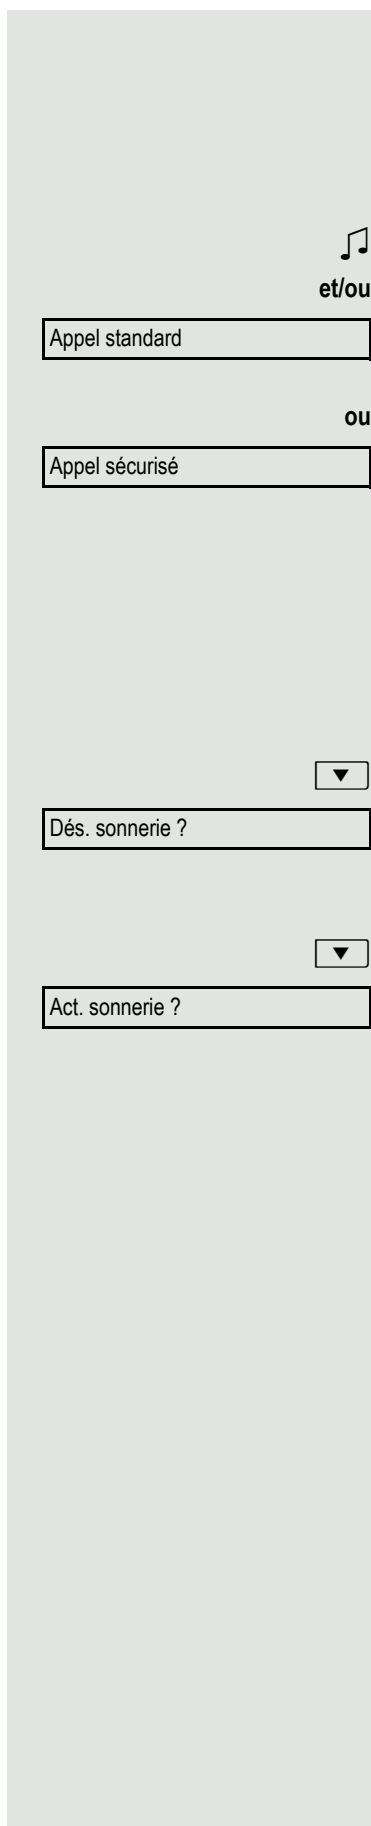 et/ou
Appel standard
ou
Appel sécurisé
Dés. sonnerie ?
Act. sonnerie ?